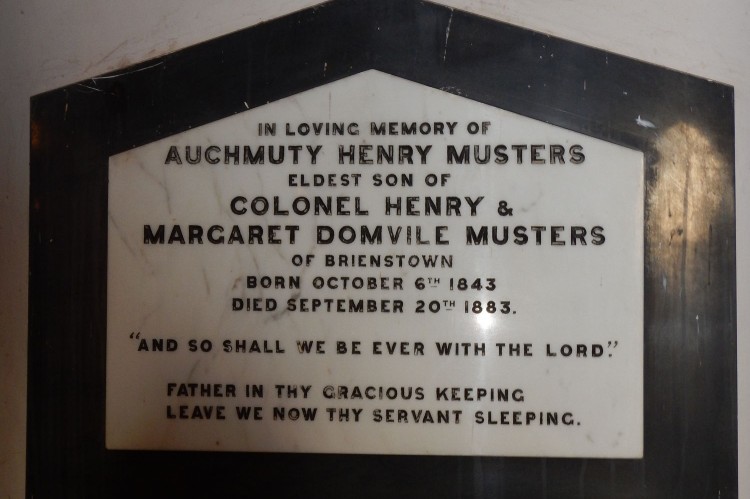 IN LOVING MEMORY OF
AUCHMUTY HENRY MUSTERS
ELDEST SON OF
COLONEL HENRY &
MARGARET DOMVILE MUSTERS
OF BRIENSTOWN
BORN OCTOBER 6TH 1843
DIED SEPTEMBER 20TH 1883.
"AND SO SHALL WE BE EVER WITH THE LORD."
FATHER IN THY GRACIOUS KEEPING
LEAVE WE NOW THY SERVANT SLEEPING.